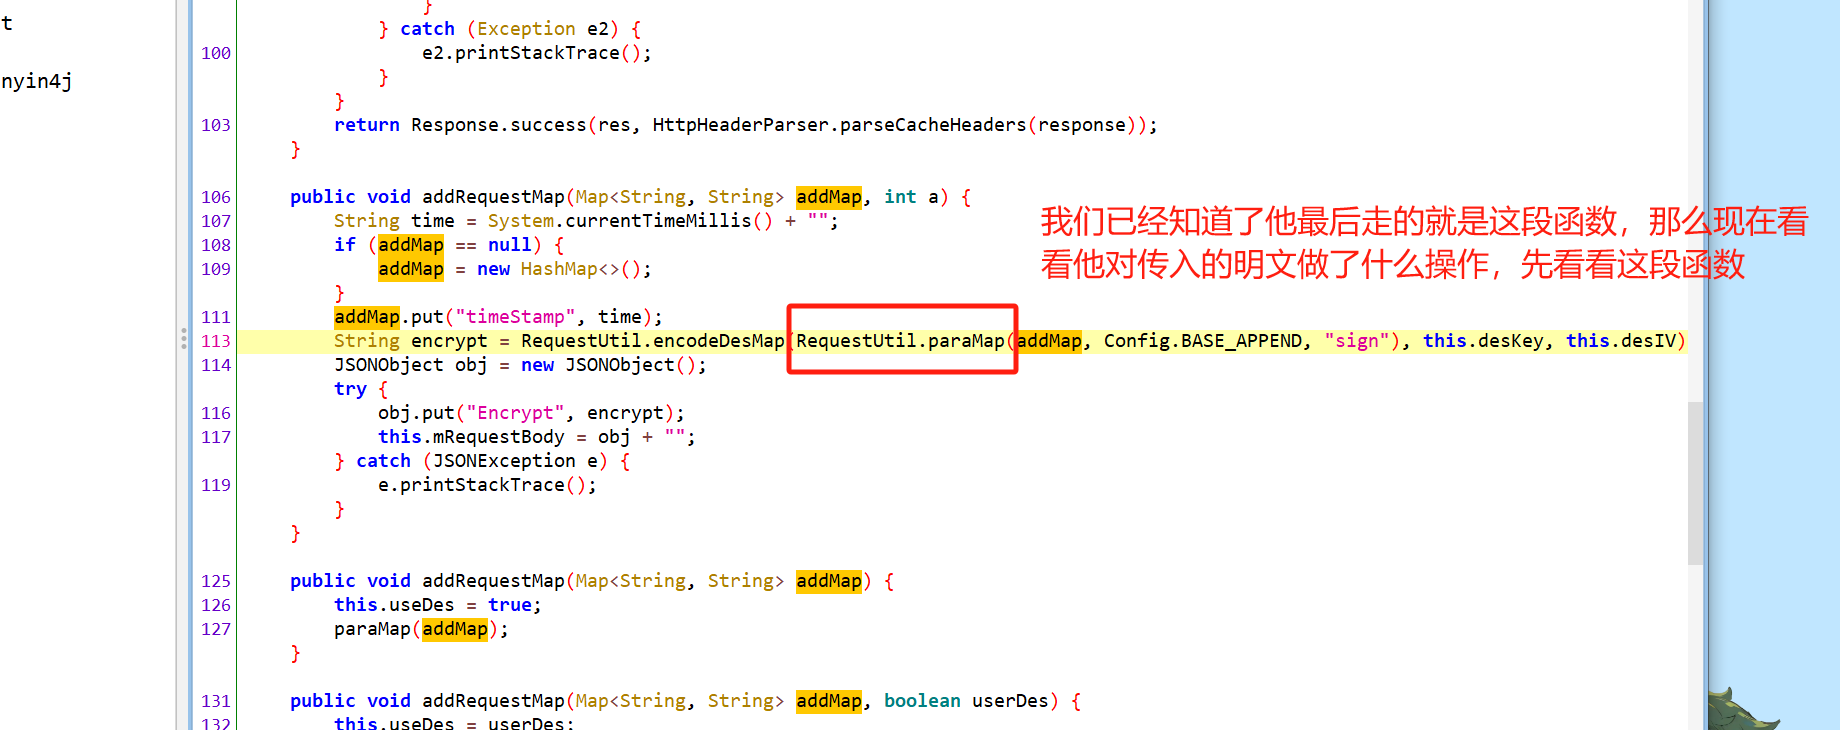 t
nyin4j
}
} catch (Exception e2) {
100 e2.printStackTrace();
}
}
103 return Response.success(res, HttpHeaderParser.parseCacheHeaders(response));
}
106 public void addRequestMap(Map<String, String> addMap, int a) {
107 String time = System.currentTimeMillis() + "";
108 if (addMap == null) {
109 addMap = new HashMap<>();
}
111 addMap.put("timeStamp", time);
113 String encrypt = RequestUtil.encodeDesMap(RequestUtil.paraMap(addMap, Config.BASE_APPEND, "sign"), this.desKey, this.desIV)
114 JSONObject obj = new JSONObject();
try {
116 obj.put("Encrypt", encrypt);
117 this.mRequestBody = obj + "";
} catch (JSONException e) {
119 e.printStackTrace();
}
}
125 public void addRequestMap(Map<String, String> addMap) {
126 this.useDes = true;
127 paraMap(addMap);
}
131 public void addRequestMap(Map<String, String> addMap, boolean userDes) {
132 this.useDes = userDes;
我们已经知道了他最后走的就是这段函数，那么现在看
看他对传入的明文做了什么操作，先看看这段函数